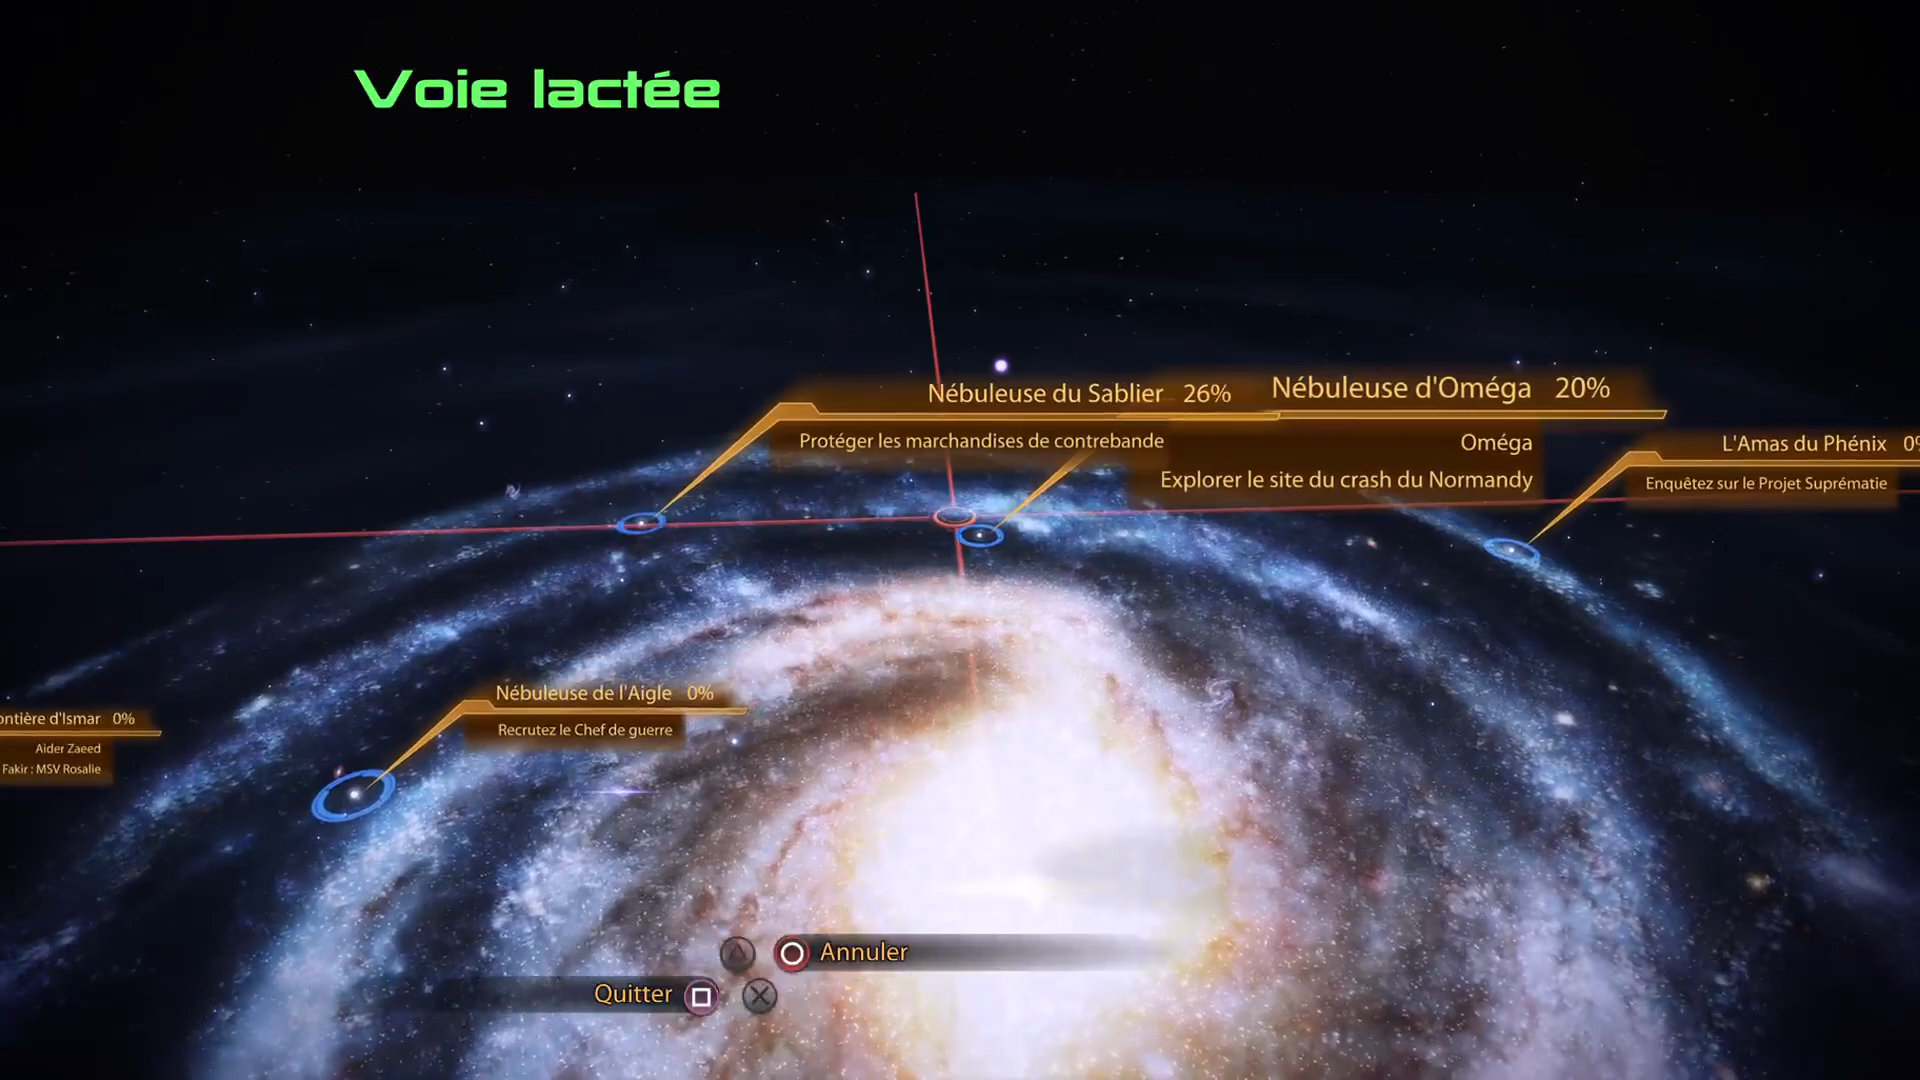 Voie lactée
Nébuleuse du Sablier 26%
Protéger les marchandises de contrebande
Nébuleuse d'Oméga 20%
Oméga
Explorer le site du crash du Normandy
L'Amas du Phénix 0%
Enquêtez sur le Projet Suprématie
Nébuleuse de l'Aigle 0%
Recrutez le Chef de guerre
ontière d'Ismar 0%
Aider Zaeed
Fakir : MSV Rosalie
Annuler
Quitter